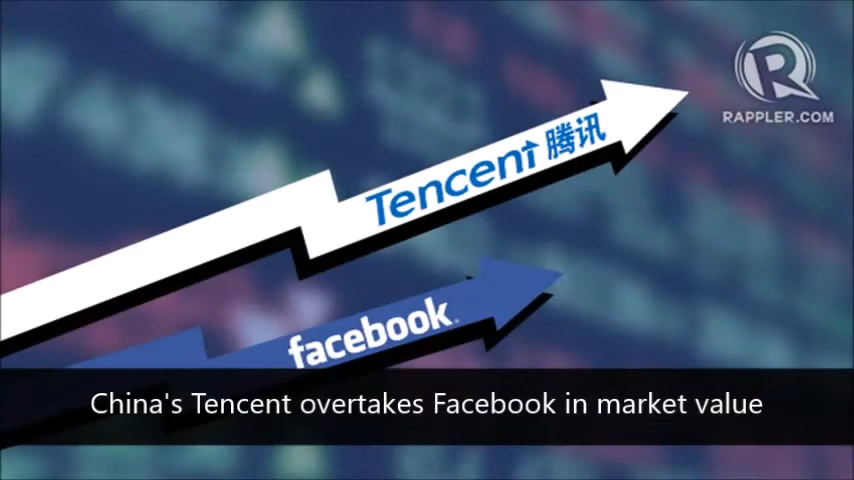 RAPPLER.COM
Tencent 腾讯
facebook.
China's Tencent overtakes Facebook in market value